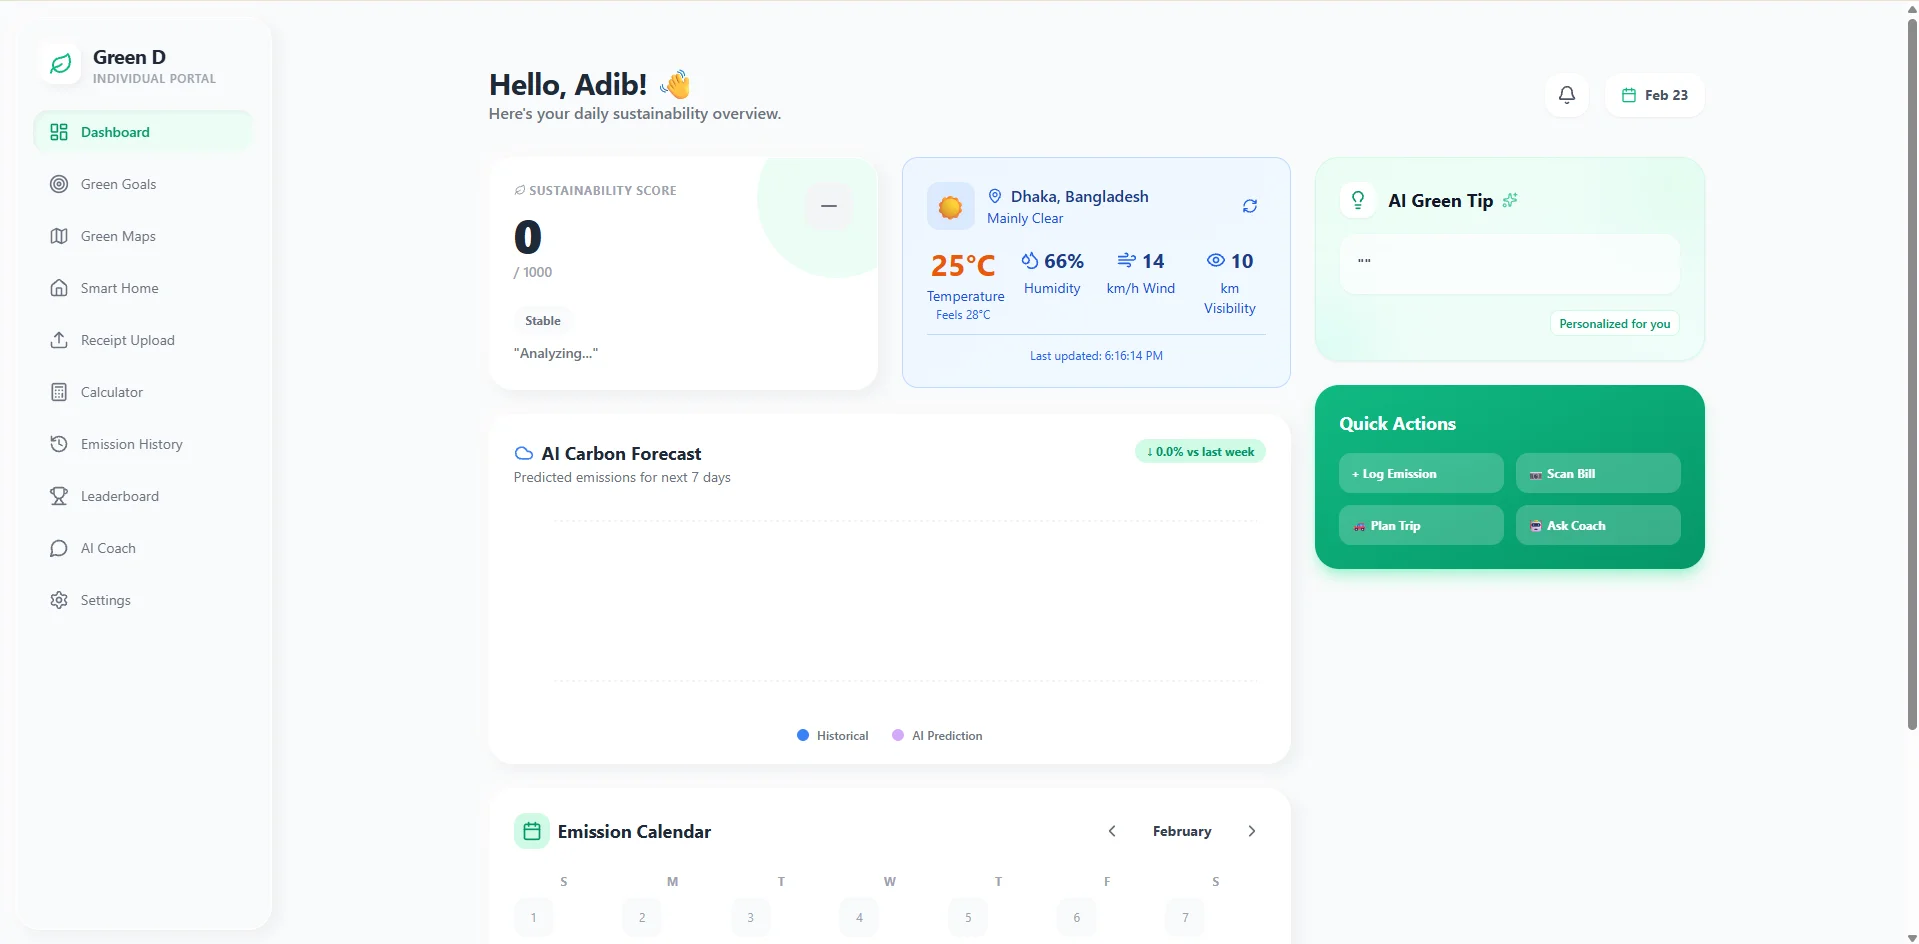 Green D
INDIVIDUAL PORTAL
Dashboard
Green Goals
Green Maps
Smart Home
Receipt Upload
Calculator
Emission History
Leaderboard
AI Coach
Settings
Hello, Adib! 👋
Here's your daily sustainability overview.
Feb 23
SUSTAINABILITY SCORE
0
/ 1000
Stable
"Analyzing..."
Dhaka, Bangladesh
Mainly Clear
25°C
Temperature
Feels 28°C
66%
Humidity
14
km/h Wind
10
km
Visibility
Last updated: 6:16:14 PM
AI Green Tip
""
Personalized for you
Quick Actions
+ Log Emission
Scan Bill
Plan Trip
Ask Coach
AI Carbon Forecast
Predicted emissions for next 7 days
↓ 0.0% vs last week
Historical
AI Prediction
Emission Calendar
February
S M T W T F S
1 2 3 4 5 6 7